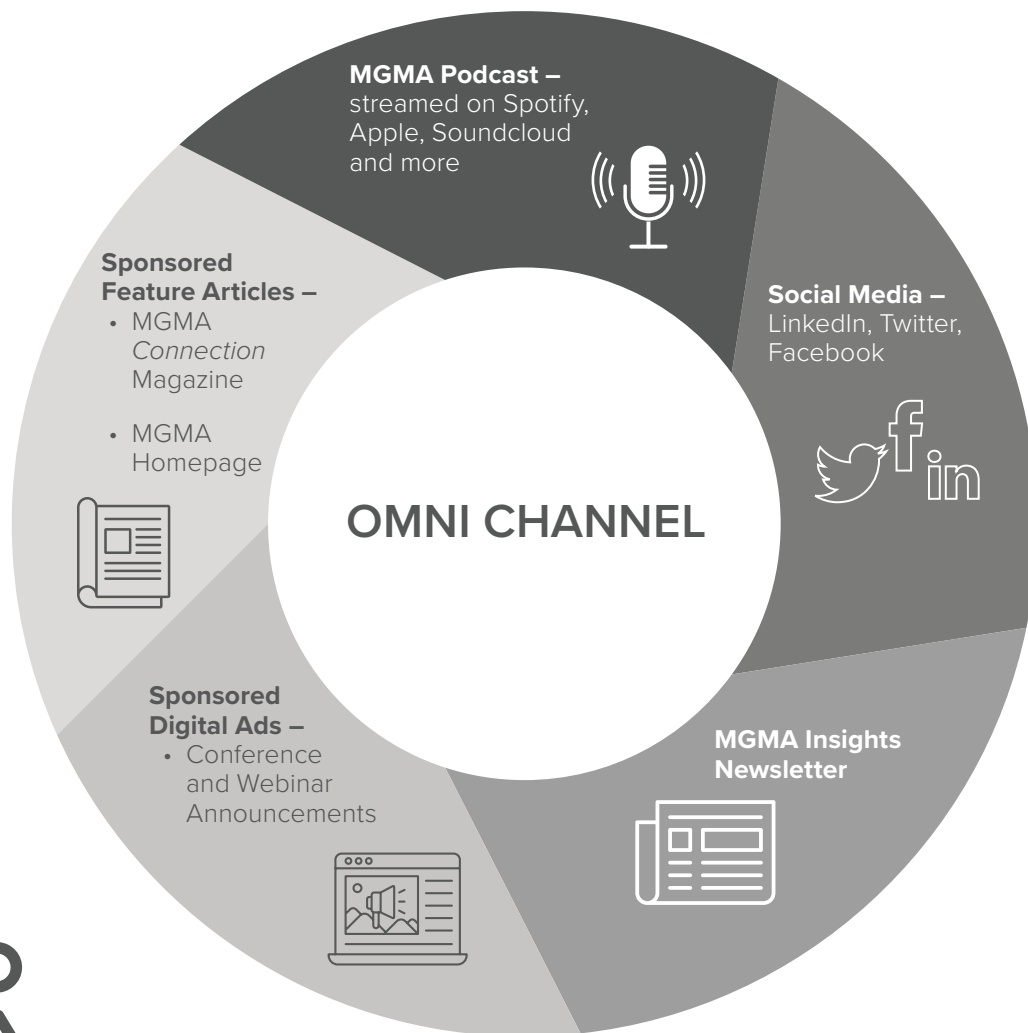 MGMA Podcast –
streamed on Spotify,
Apple, Soundcloud
and more
Social Media –
LinkedIn, Twitter,
Facebook
f
in
MGMA Insights
Newsletter
Sponsored
Digital Ads –
• Conference
and Webinar
Announcements
Sponsored
Feature Articles –
• MGMA
Connection
Magazine
• MGMA
Homepage
OMNI CHANNEL